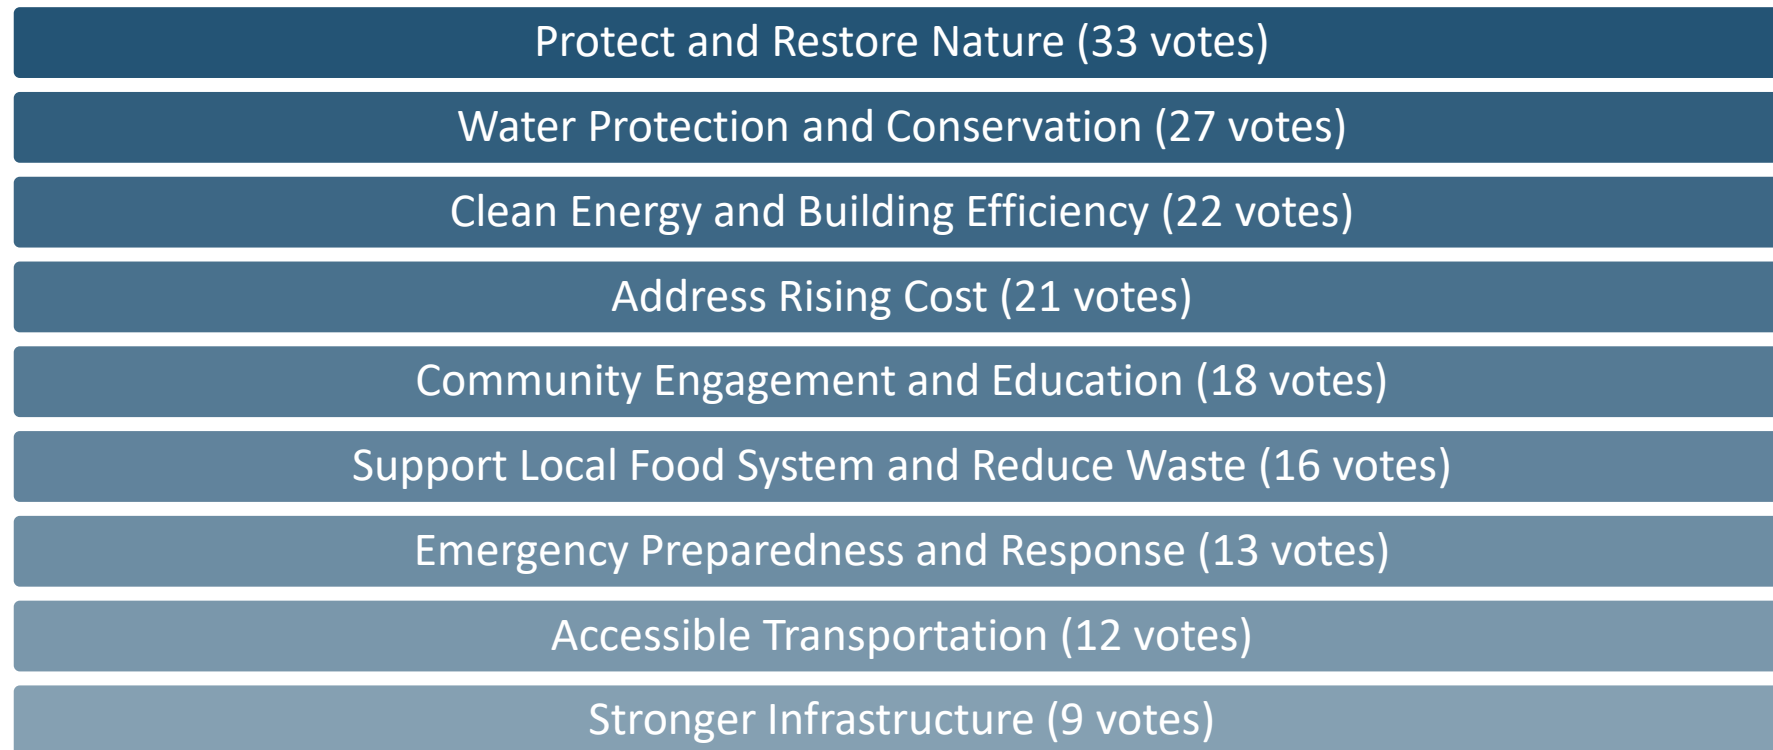 Protect and Restore Nature (33 votes)
Water Protection and Conservation (27 votes)
Clean Energy and Building Efficiency (22 votes)
Address Rising Cost (21 votes)
Community Engagement and Education (18 votes)
Support Local Food System and Reduce Waste (16 votes)
Emergency Preparedness and Response (13 votes)
Accessible Transportation (12 votes)
Stronger Infrastructure (9 votes)